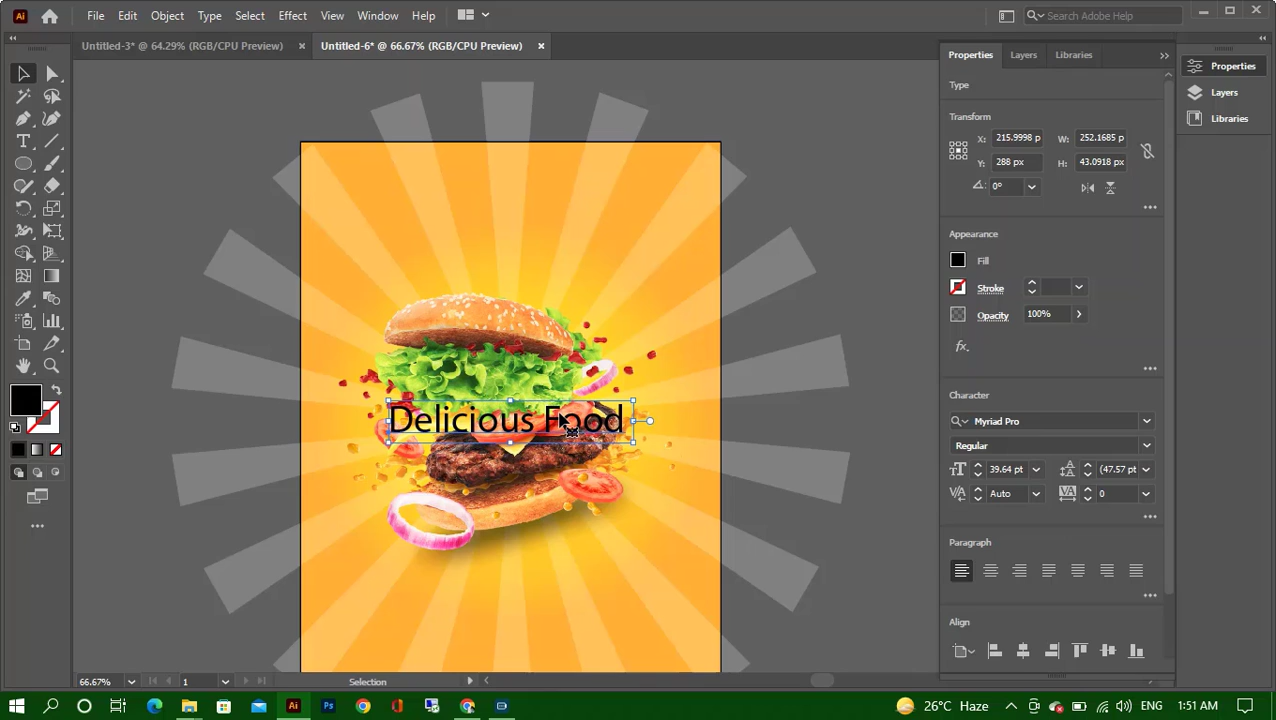 Ai File Edit Object Type Select Effect View Window Help Search Adobe Help
Untitled-3* @ 64.29% (RGB/CPU Preview) Untitled-6* @ 66.67% (RGB/CPU Preview)
Properties Layers Libraries
Properties
Layers
Libraries
Type
Transform
X: 215.9998 p W: 252.1685 p
Y: 288 px H: 43.0918 px
0°
Appearance
Fill
Stroke
Opacity 100%
fx.
Character
Myriad Pro
Regular
39.64 pt (47.57 pt
Auto 0
Paragraph
Align
Delicious Food
66.67% 1 Selection
Ai Ps 26°C Haze ENG 1:51 AM